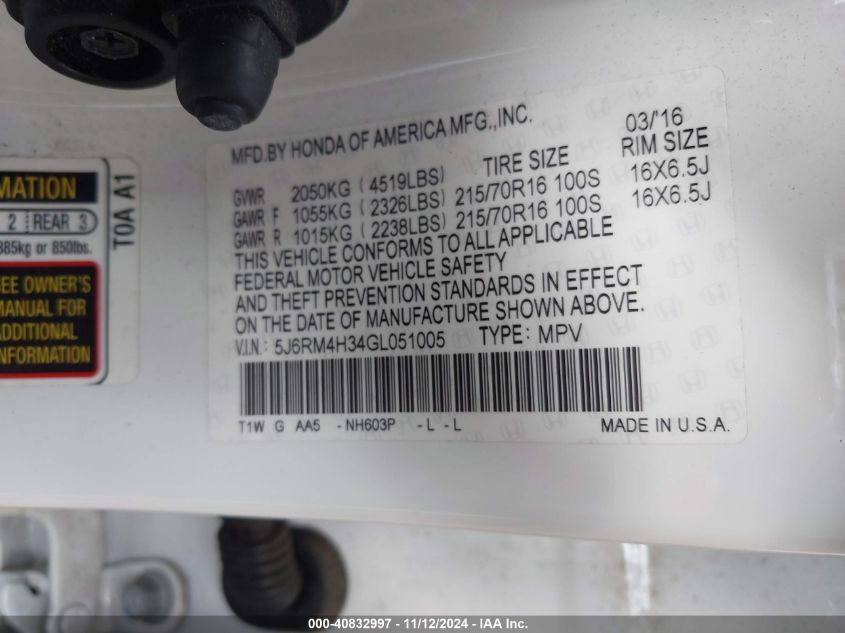 MFD.BY HONDA OF AMERICA MFG.,INC. 03/'16
TIRE SIZE RIM SIZE
GVWR 2050KG ( 4519LBS)
GAWR F 1055KG ( 2326LBS) 215/70R16 100S 16X6.5J
GAWR R 1015KG ( 2238LBS) 215/70R16 100S 16X6.5J
THIS VEHICLE CONFORMS TO ALL APPLICABLE
FEDERAL MOTOR VEHICLE SAFETY
AND THEFT PREVENTION STANDARDS IN EFFECT
ON THE DATE OF MANUFACTURE SHOWN ABOVE.
V.I.N.: 5J6RM4H34GL051005 TYPE: MPV
T1W G AA5 -NH603P -L -L MADE IN U.S.A.
MATION
2 REAR 3
385kg or 850lbs.
SEE OWNER'S
MANUAL FOR
ADDITIONAL
INFORMATION
T0A A1
000-40832997 - 11/12/2024 - IAA Inc.